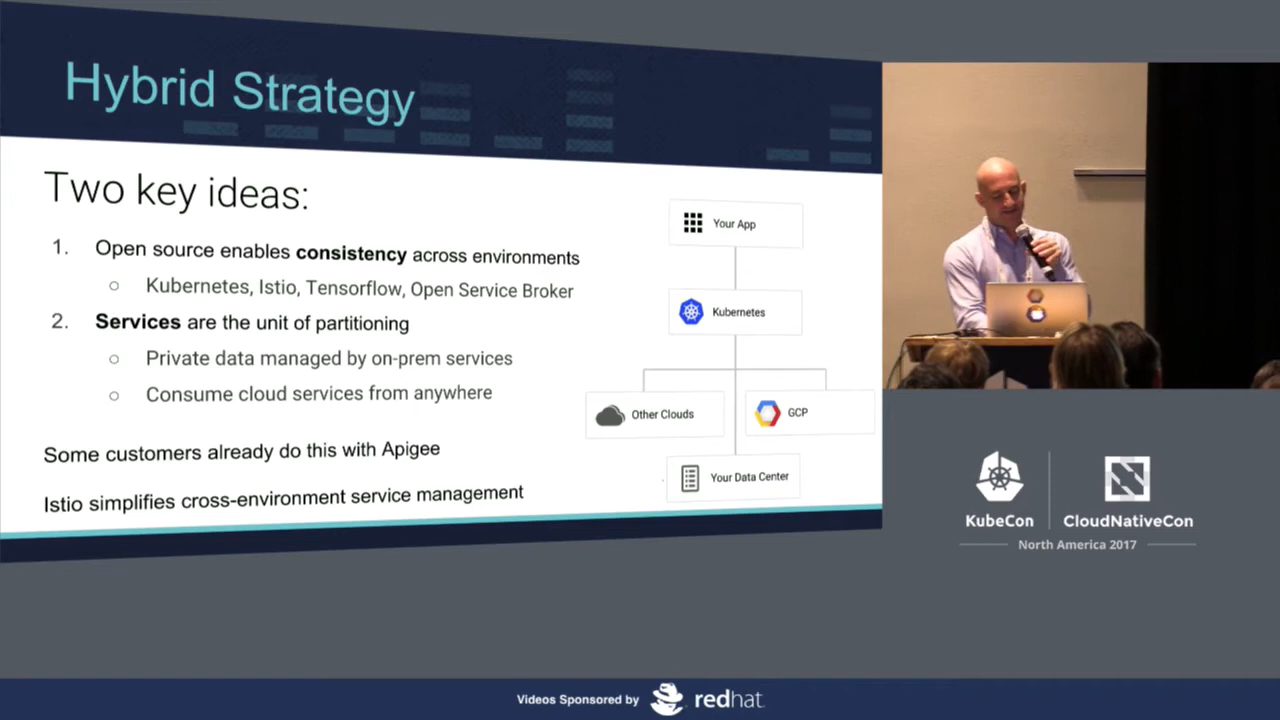 Hybrid Strategy
Two key ideas:
1. Open source enables consistency across environments
○ Kubernetes, Istio, Tensorflow, Open Service Broker
2. Services are the unit of partitioning
○ Private data managed by on-prem services
○ Consume cloud services from anywhere
Some customers already do this with Apigee
Istio simplifies cross-environment service management
Your App
Kubernetes
Other Clouds
GCP
Your Data Center
KubeCon
CloudNativeCon
North America 2017
Videos Sponsored by
redhat